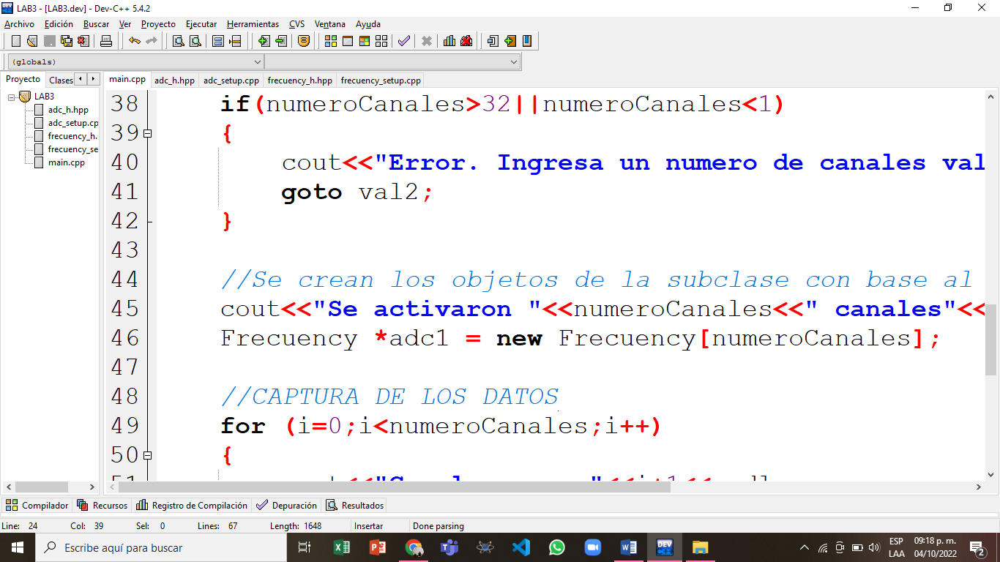 LAB3 - [LAB3.dev] - Dev-C++ 5.4.2
Archivo Edición Buscar Ver Proyecto Ejecutar Herramientas CVS Ventana Ayuda
(globals)
Proyecto Clases
main.cpp adc_h.hpp adc_setup.cpp frecuency_h.hpp frecuency_setup.cpp
LAB3
adc_h.hpp
adc_setup.cp
frecuency_h.
frecuency_se
main.cpp
38 if(numeroCanales>32||numeroCanales<1)
39 {
40 cout<<"Error. Ingresa un numero de canales val
41 goto val2;
42 }
43
44 //Se crean los objetos de la subclase con base al
45 cout<<"Se activaron "<<numeroCanales<<" canales"<<
46 Frecuency *adc1 = new Frecuency[numeroCanales];
47
48 //CAPTURA DE LOS DATOS
49 for (i=0;i<numeroCanales;i++)
50 {
Compilador Recursos Registro de Compilación Depuración Resultados
Line: 24 Col: 39 Sel: 0 Lines: 67 Length: 1648 Insertar Done parsing
Escribe aquí para buscar
ESP
LAA
09:18 p. m.
04/10/2022
2